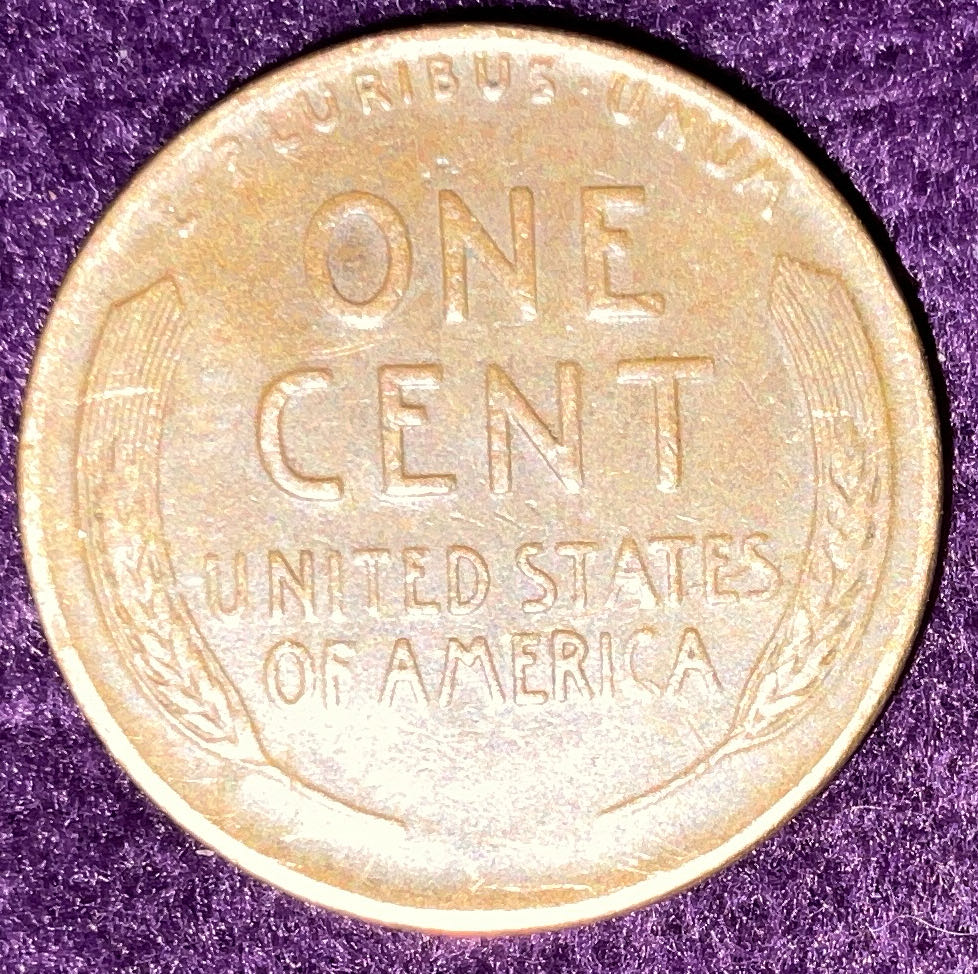 E PLURIBUS · UNUM
ONE
CENT
UNITED STATES
OF AMERICA